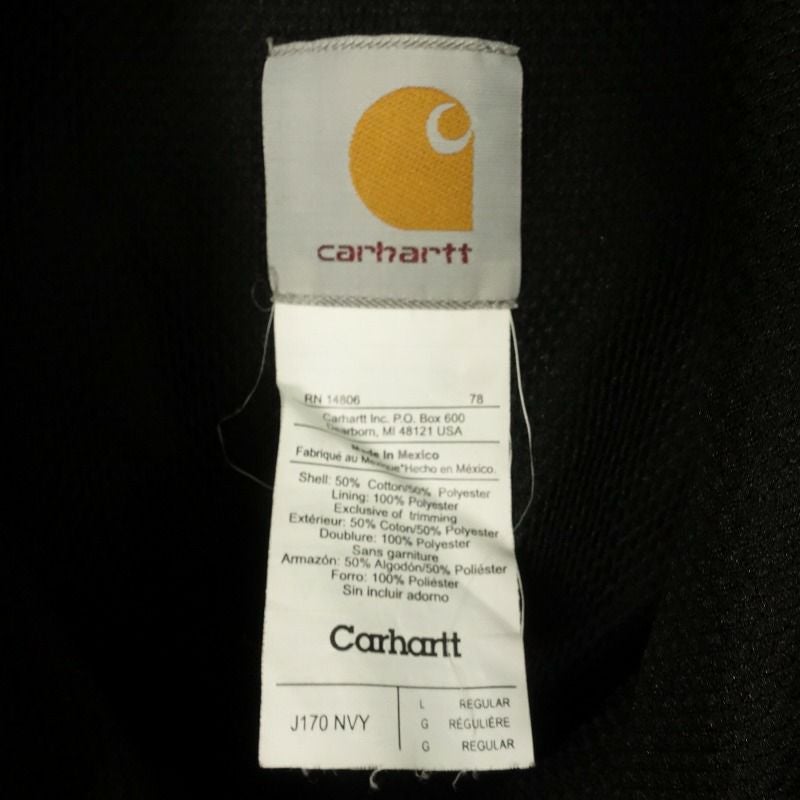 carhartt
RN 14806 78
Carhartt Inc. P.O. Box 600
Dearborn, MI 48121 USA
Made In Mexico
Fabriqué au Mexique*Hecho en México.
Shell: 50% Cotton/50% Polyester
Lining: 100% Polyester
Exclusive of trimming
Extérieur: 50% Coton/50% Polyester
Doublure: 100% Polyester
Sans garniture
Armazón: 50% Algodón/50% Poliéster
Forro: 100% Poliéster
Sin incluir adorno
Carhartt
J170 NVY
L REGULAR
G RÉGULIÈRE
G REGULAR